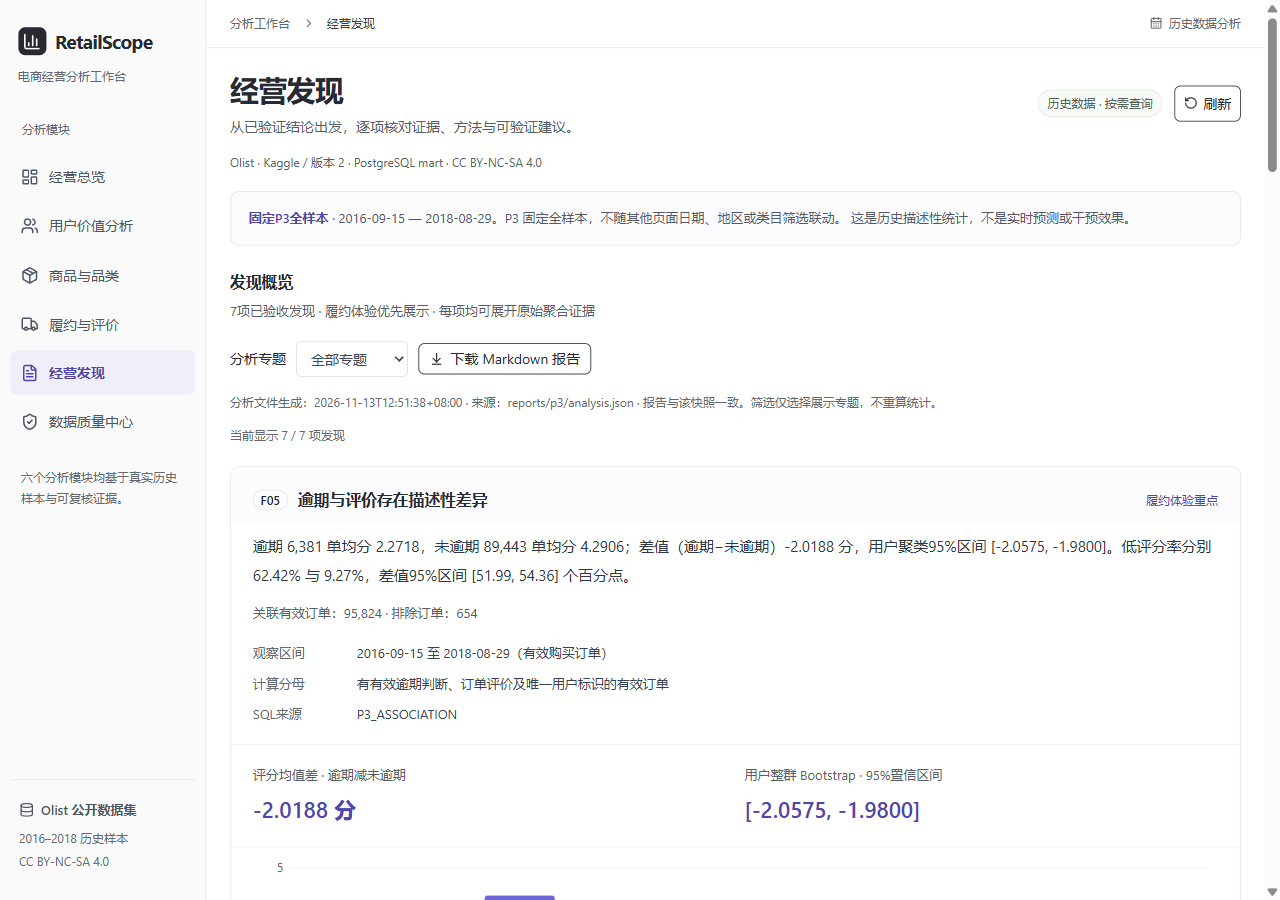 RetailScope
电商经营分析工作台
分析模块
经营总览
用户价值分析
商品与品类
履约与评价
经营发现
数据质量中心
六个分析模块均基于真实历史
样本与可复核证据。
Olist 公开数据集
2016–2018 历史样本
CC BY-NC-SA 4.0
分析工作台 › 经营发现
历史数据分析
经营发现
从已验证结论出发，逐项核对证据、方法与可验证建议。
Olist · Kaggle / 版本 2 · PostgreSQL mart · CC BY-NC-SA 4.0
历史数据 · 按需查询
刷新
固定P3全样本 · 2016-09-15 — 2018-08-29。P3 固定全样本，不随其他页面日期、地区或类目筛选联动。 这是历史描述性统计，不是实时预测或干预效果。
发现概览
7项已验收发现 · 履约体验优先展示 · 每项均可展开原始聚合证据
分析专题 全部专题 下载 Markdown 报告
分析文件生成：2026-11-13T12:51:38+08:00 · 来源：reports/p3/analysis.json · 报告与该快照一致。筛选仅选择展示专题，不重算统计。
当前显示 7 / 7 项发现
F05 逾期与评价存在描述性差异
履约体验重点
逾期 6,381 单均分 2.2718，未逾期 89,443 单均分 4.2906；差值（逾期−未逾期）-2.0188 分，用户聚类95%区间 [-2.0575, -1.9800]。低评分率分别
62.42% 与 9.27%，差值95%区间 [51.99, 54.36] 个百分点。
关联有效订单：95,824 · 排除订单：654
观察区间 2016-09-15 至 2018-08-29（有效购买订单）
计算分母 有有效逾期判断、订单评价及唯一用户标识的有效订单
SQL来源 P3_ASSOCIATION
评分均值差 · 逾期减未逾期
-2.0188 分
用户整群 Bootstrap · 95%置信区间
[-2.0575, -1.9800]
5